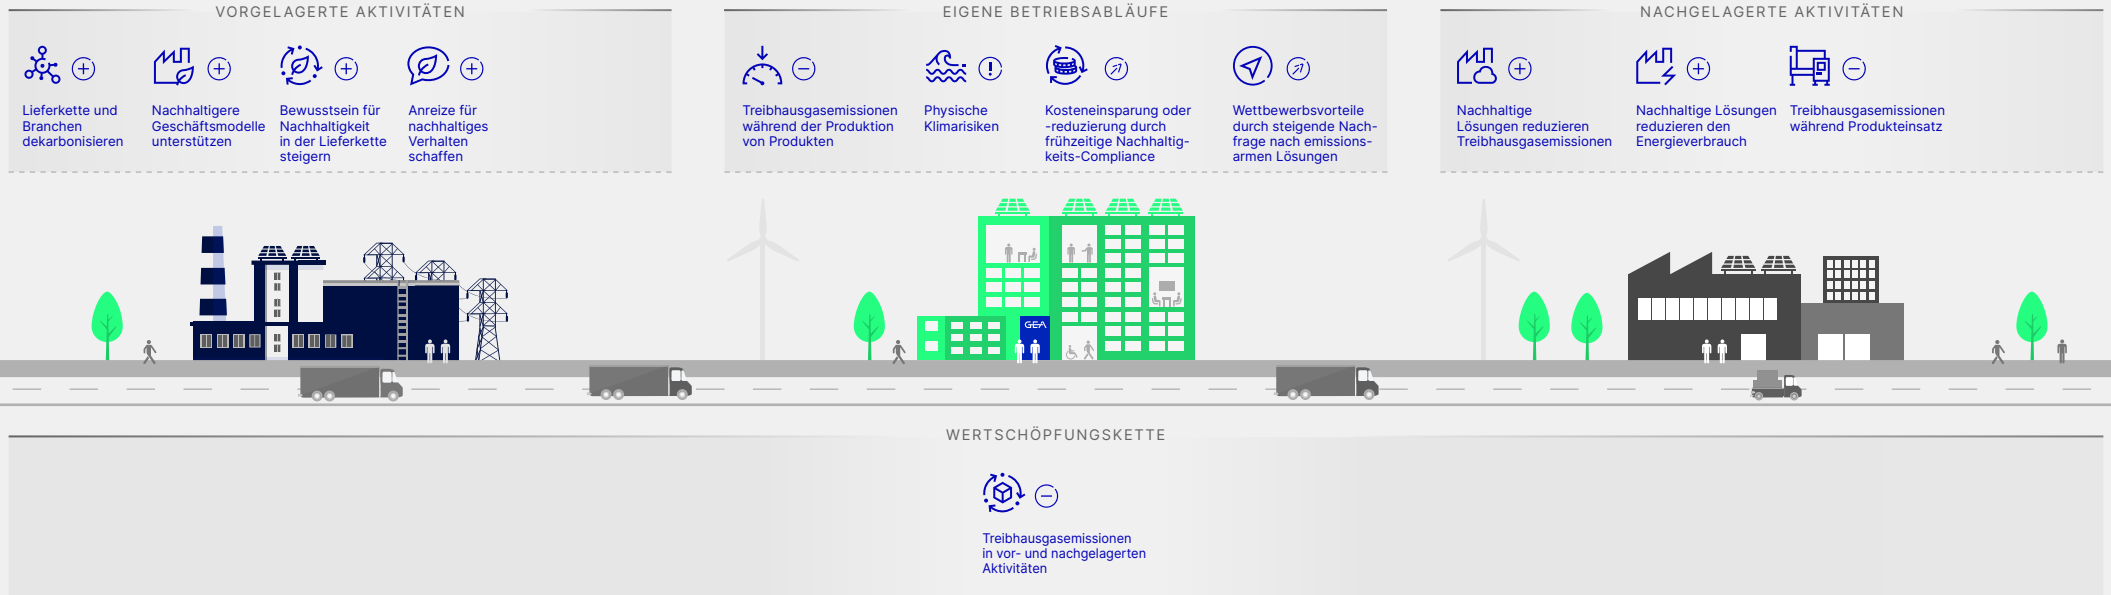 VORGELAGERTE AKTIVITÄTEN
Lieferkette und
Branchen
dekarbonisieren
Nachhaltigere
Geschäftsmodelle
unterstützen
Bewusstsein für
Nachhaltigkeit
in der Lieferkette
steigern
Anreize für
nachhaltiges
Verhalten
schaffen
EIGENE BETRIEBSABLÄUFE
Treibhausgasemissionen
während der Produktion
von Produkten
Physische
Klimarisiken
Kosteneinsparung oder
-reduzierung durch
frühzeitige Nachhaltig-
keits-Compliance
Wettbewerbsvorteile
durch steigende Nach-
frage nach emissions-
armen Lösungen
NACHGELAGERTE AKTIVITÄTEN
Nachhaltige
Lösungen reduzieren
Treibhausgasemissionen
Nachhaltige Lösungen
reduzieren den
Energieverbrauch
Treibhausgasemissionen
während Produkteinsatz
GEA
WERTSCHÖPFUNGSKETTE
Treibhausgasemissionen
in vor- und nachgelagerten
Aktivitäten